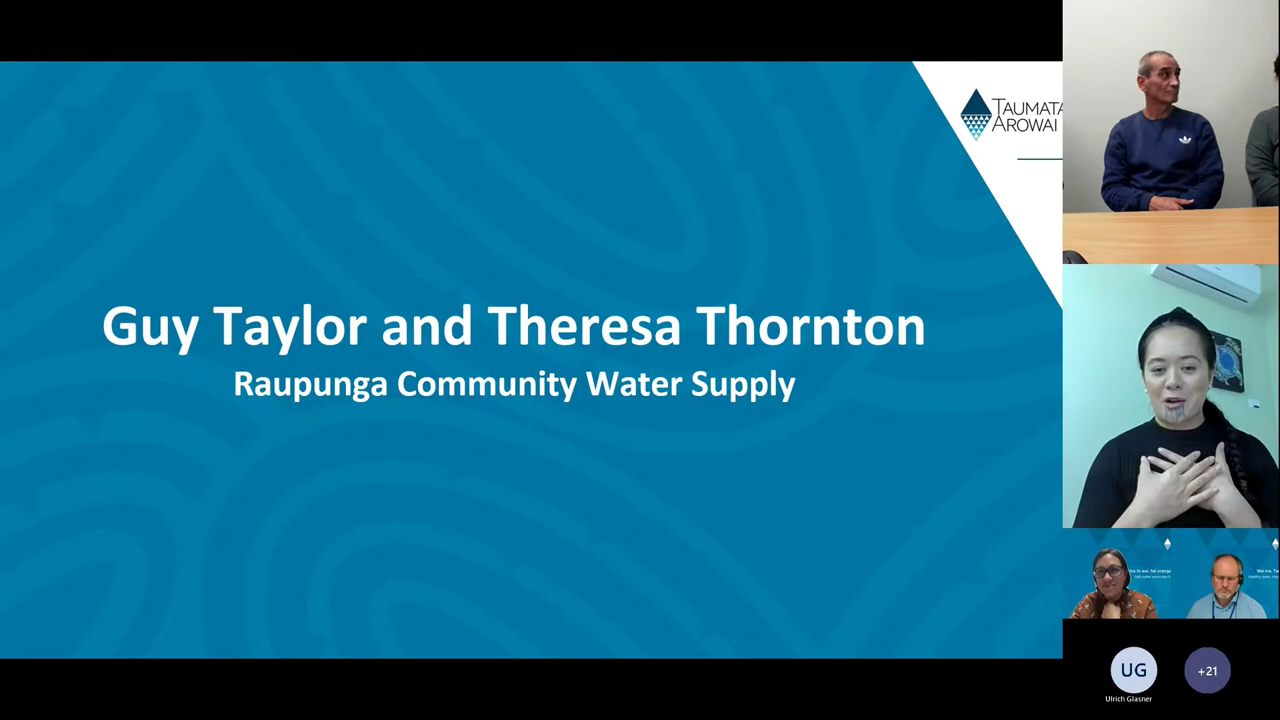 TAUMATA
AROWAI
Guy Taylor and Theresa Thornton
Raupunga Community Water Supply
UG
+21
Ulrich Glasner